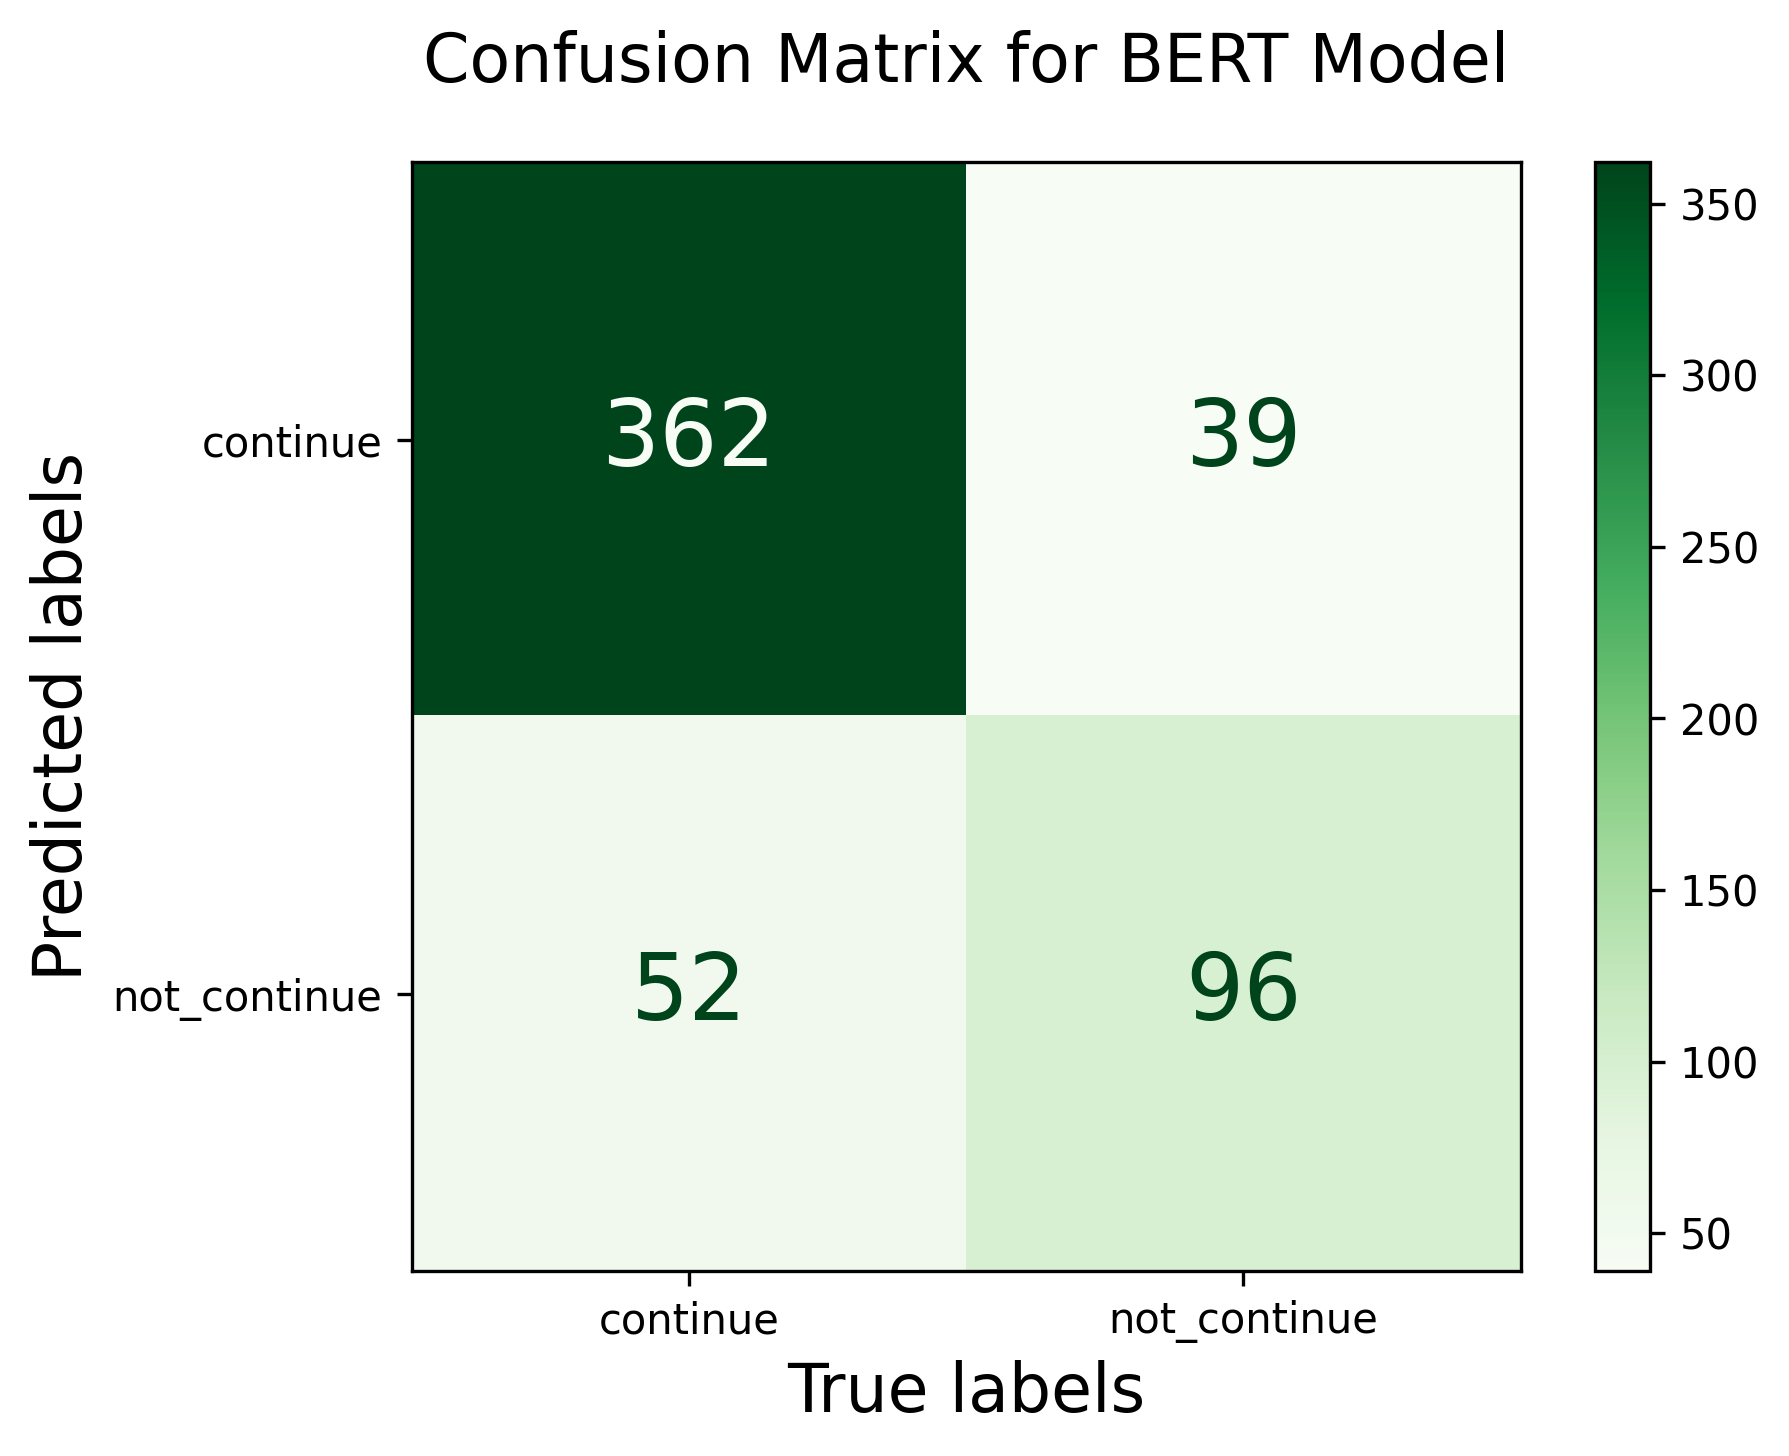 Confusion Matrix for BERT Model
Predicted labels
continue
362
39
not_continue
52
96
continue
not_continue
True labels
350
300
250
200
150
100
50